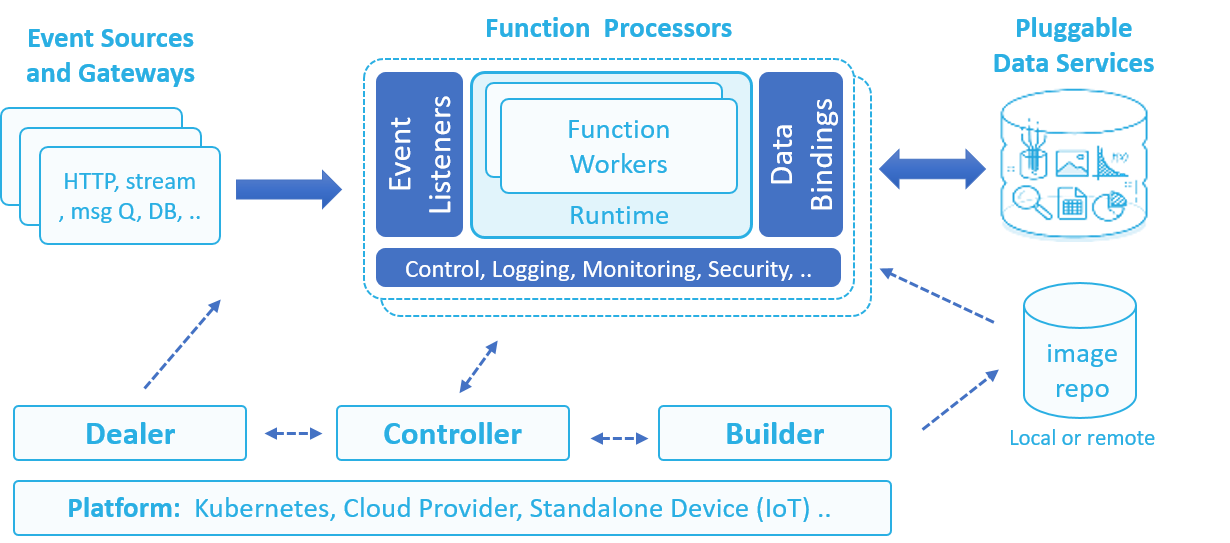 Event Sources
and Gateways
HTTP, stream
, msg Q, DB, ..
Function Processors
Event
Listeners
Function
Workers
Runtime
Data
Bindings
Control, Logging, Monitoring, Security, ..
Pluggable
Data Services
f(x)
image
repo
Local or remote
Dealer
Controller
Builder
Platform: Kubernetes, Cloud Provider, Standalone Device (IoT) ..